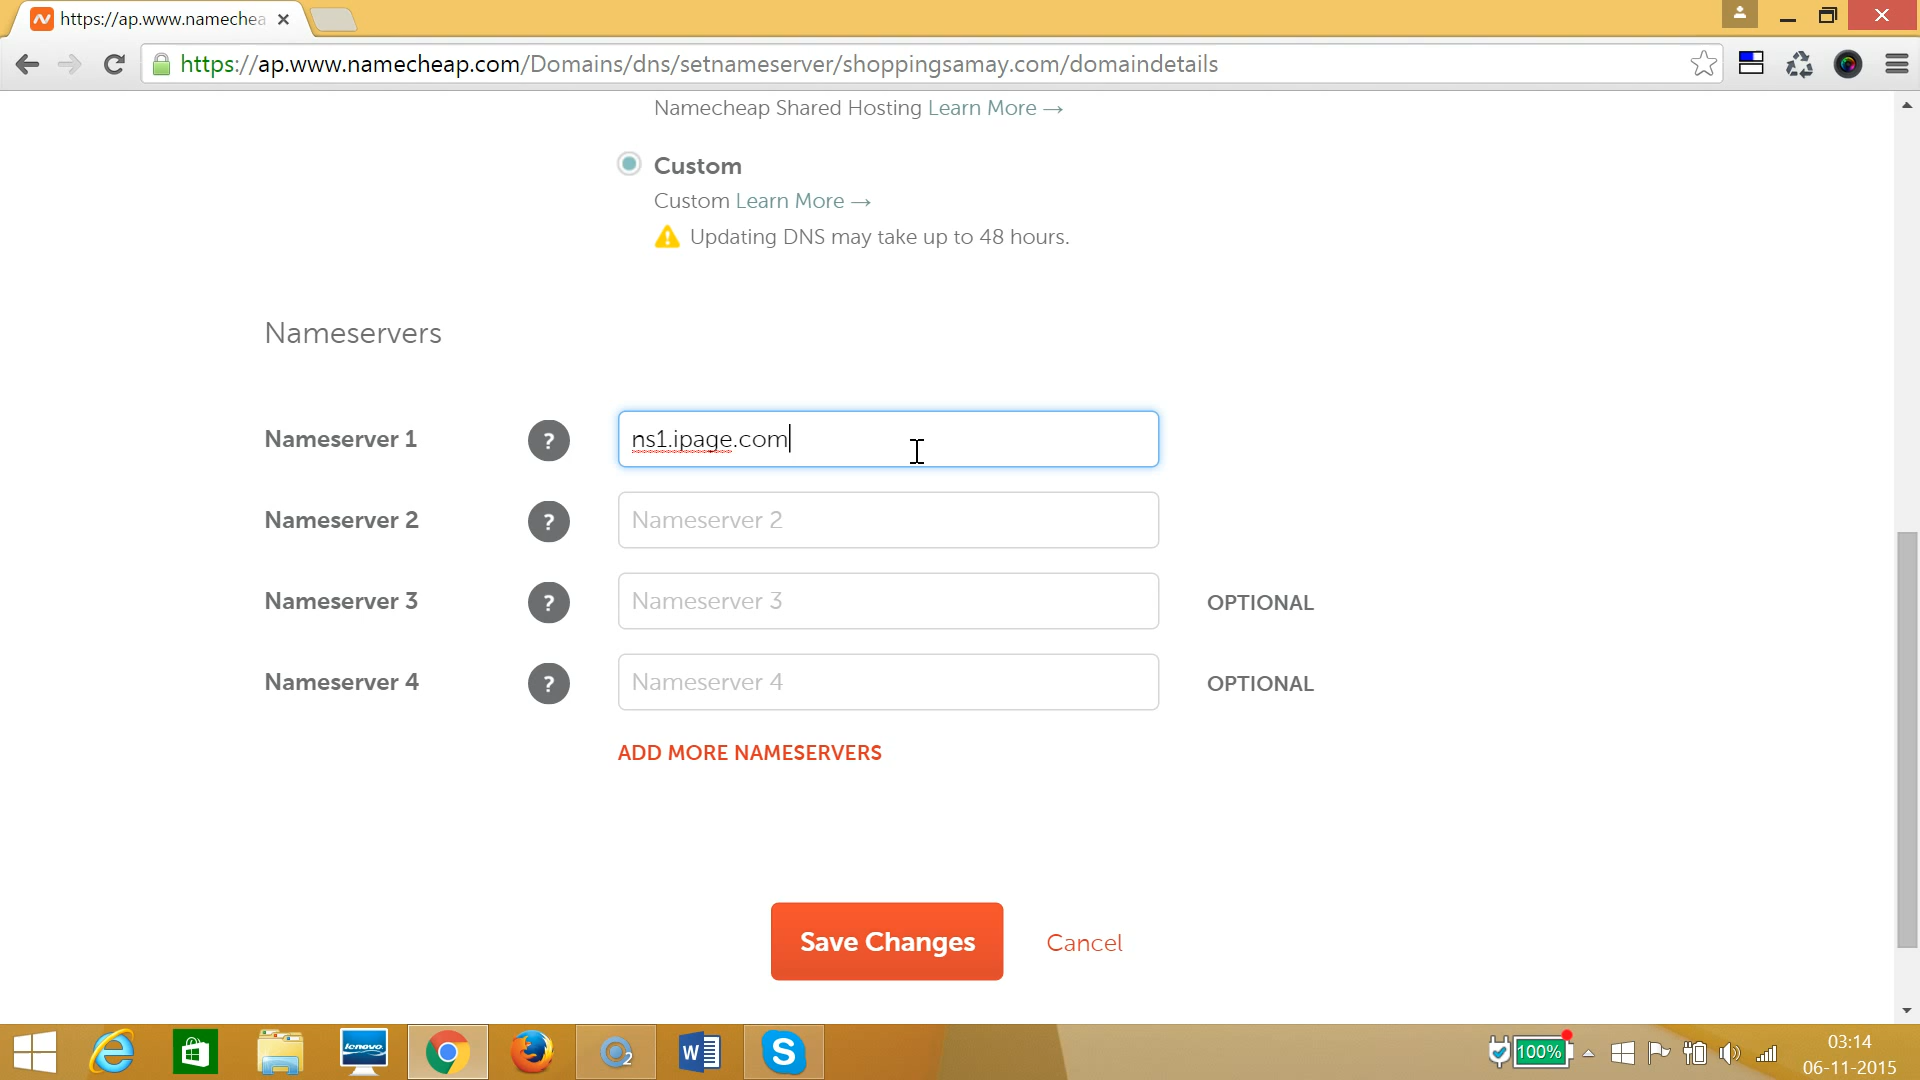 https://ap.www.namechea
https://ap.www.namecheap.com/Domains/dns/setnameserver/shoppingsamay.com/domaindetails
Namecheap Shared Hosting Learn More →
Custom
Custom Learn More →
Updating DNS may take up to 48 hours.
Nameservers
Nameserver 1 ? ns1.ipage.com
Nameserver 2 ? Nameserver 2
Nameserver 3 ? Nameserver 3 OPTIONAL
Nameserver 4 ? Nameserver 4 OPTIONAL
ADD MORE NAMESERVERS
Save Changes Cancel
lenovo
2
W
S
100%
03:14
06-11-2015